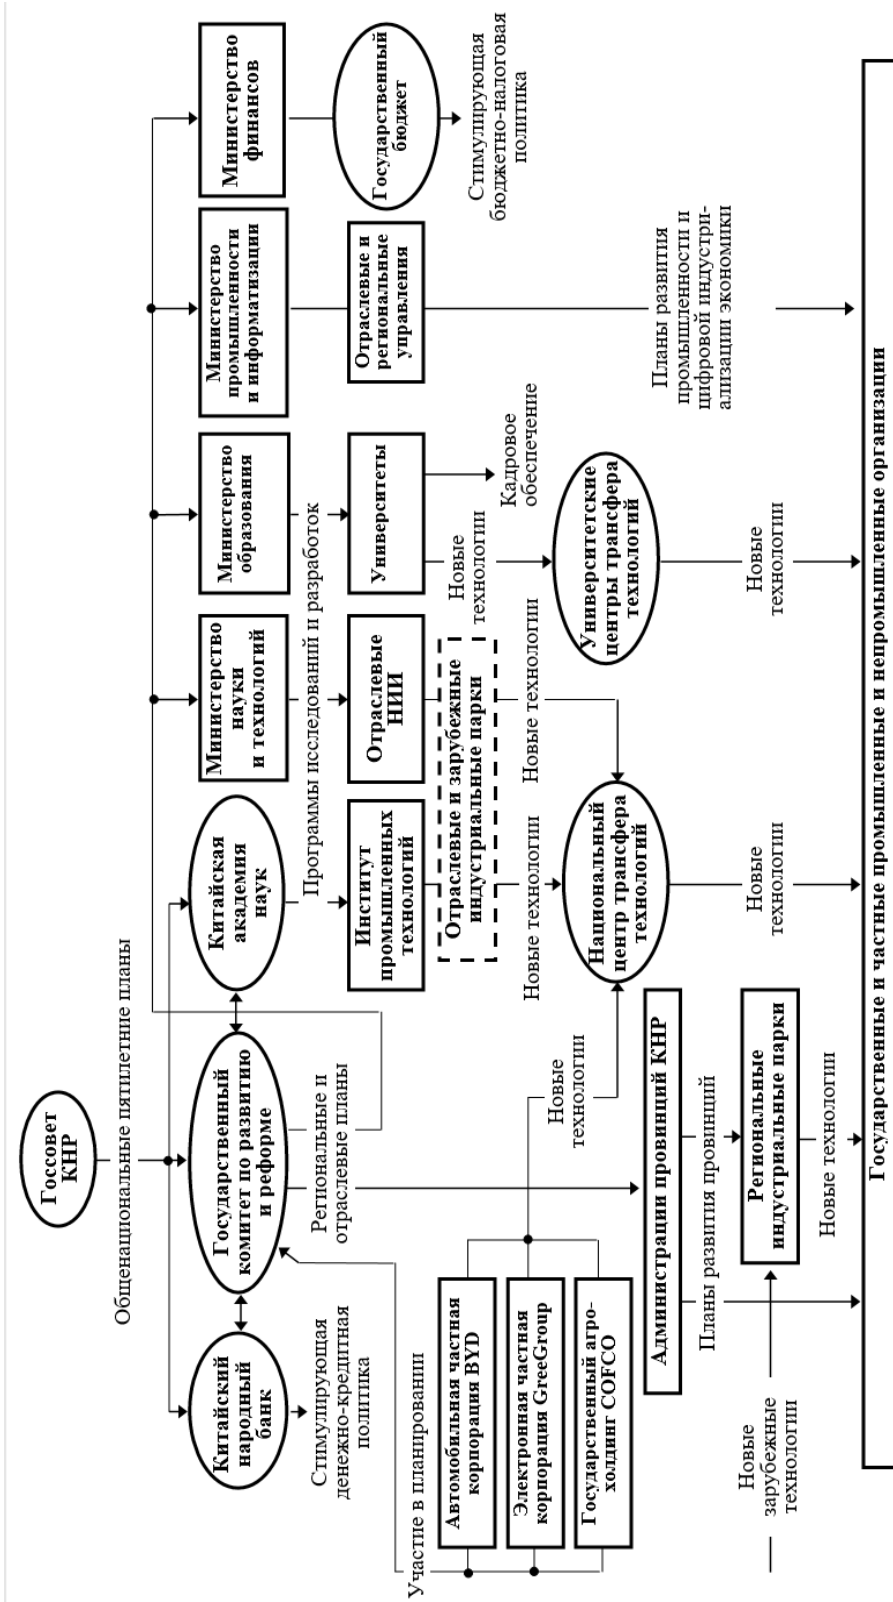 Госсовет
КНР
Общенациональные пятилетние планы
Китайский
народный
банк
Государственный
комитет по развитию
и реформе
Китайская
академия
наук
Министерство
науки
и технологий
Министерство
образования
Министерство
промышленности
и информатизации
Министерство
финансов
Стимулирующая
денежно-кредитная
политика
Региональные и
отраслевые планы
Программы исследований и разработок
Институт
промышленных
технологий
Отраслевые
НИИ
Университеты
Отраслевые и
региональные
управления
Государственный
бюджет
Участие в планировании
Отраслевые и зарубежные
индустриальные парки
Новые
технологии
Кадровое
обеспечение
Стимулирующая
бюджетно-налоговая
политика
Автомобильная частная
корпорация BYD
Электронная частная
корпорация GreeGroup
Государственный агро-
холдинг COFCO
Новые
технологии
Новые технологии
Новые технологии
Национальный
центр трансфера
технологий
Университетские
центры трансфера
технологий
Администрации провинций КНР
Планы развития провинций
Планы развития
промышленности и
цифровой индустри-
ализации экономики
Новые
зарубежные
технологии
Региональные
индустриальные парки
Новые
технологии
Новые
технологии
Новые технологии
Государственные и частные промышленные и непромышленные организации